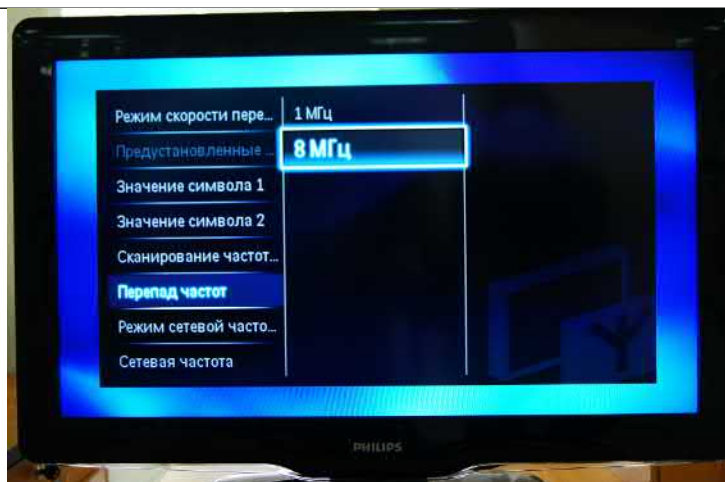 Режим скорости пере...
1 МГц
Предустановленные ...
8 МГц
Значение символа 1
Значение символа 2
Сканирование частот...
Перепад частот
Режим сетевой часто...
Сетевая частота
PHILIPS